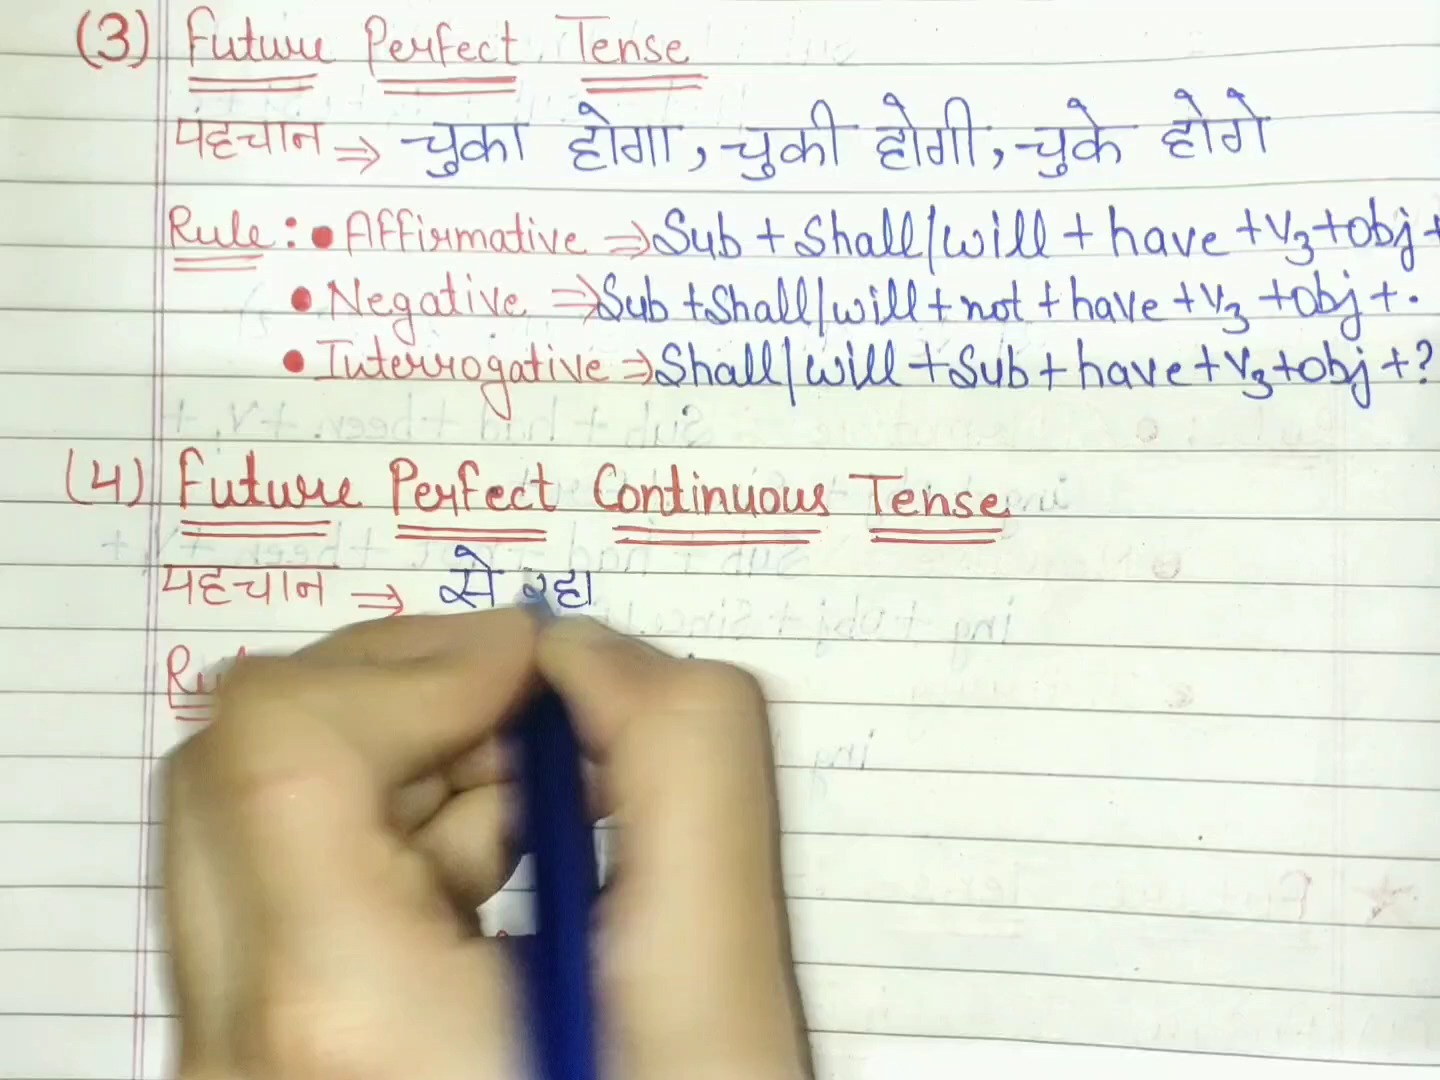 (3) Future Perfect Tense
पहचान ⇒ चुका होगा, चुकी होगी, चुके होगे
Rule : • Affirmative ⇒ Sub + Shall/will + have + V3 + obj +
• Negative ⇒ Sub + Shall/will + not + have + V3 + obj + .
• Interrogative ⇒ Shall/will + Sub + have + V3 + obj + ?
(4) Future Perfect Continuous Tense
पहचान ⇒ से रहा